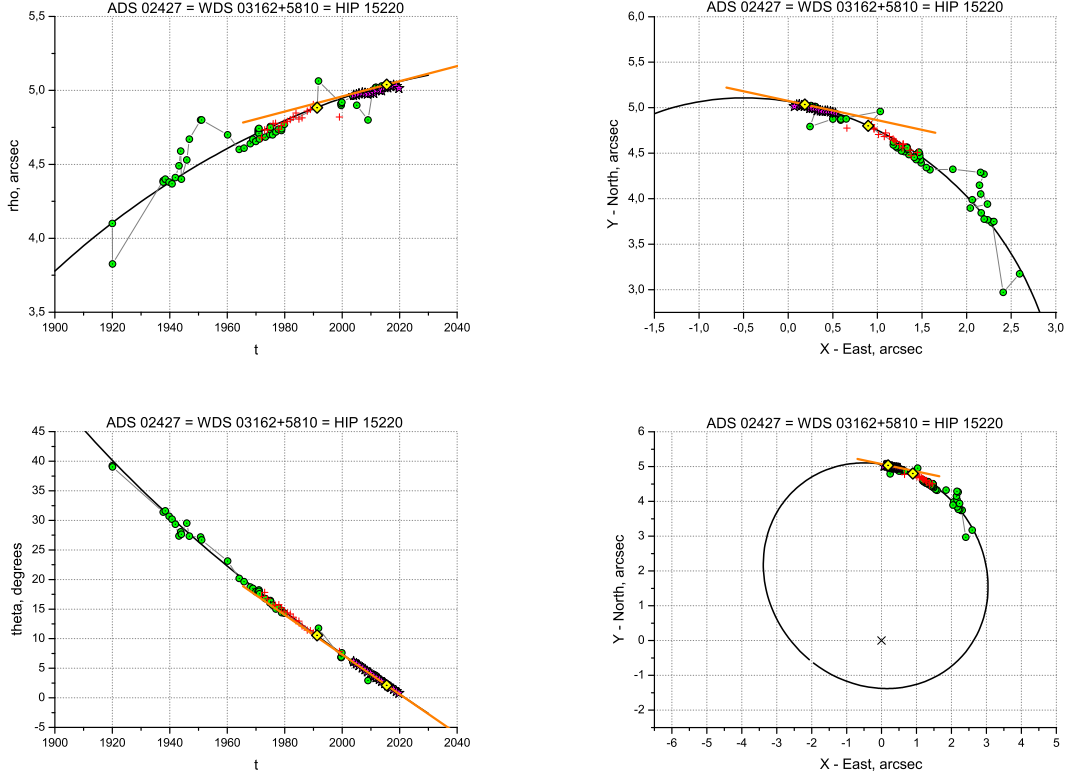 ADS 02427 = WDS 03162+5810 = HIP 15220
5,5
5,0
4,5
4,0
3,5
rho, arcsec
1900 1920 1940 1960 1980 2000 2020 2040
t
ADS 02427 = WDS 03162+5810 = HIP 15220
6,0
5,5
5,0
4,5
4,0
3,5
3,0
Y - North, arcsec
-1,5 -1,0 -0,5 0,0 0,5 1,0 1,5 2,0 2,5 3,0
X - East, arcsec
ADS 02427 = WDS 03162+5810 = HIP 15220
45
40
35
30
25
20
15
10
5
0
-5
theta, degrees
1900 1920 1940 1960 1980 2000 2020 2040
t
ADS 02427 = WDS 03162+5810 = HIP 15220
6
5
4
3
2
1
0
-1
-2
Y - North, arcsec
-6 -5 -4 -3 -2 -1 0 1 2 3 4 5
X - East, arcsec